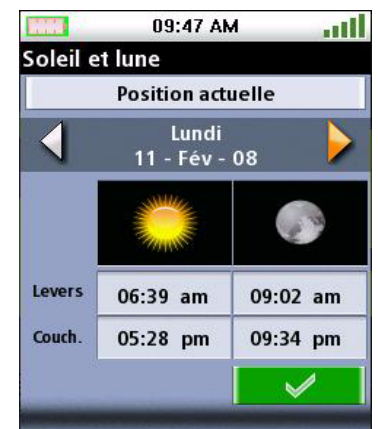 09:47 AM
Soleil et lune
Position actuelle
Lundi
11 - Fév - 08
Levers 06:39 am 09:02 am
Couch. 05:28 pm 09:34 pm